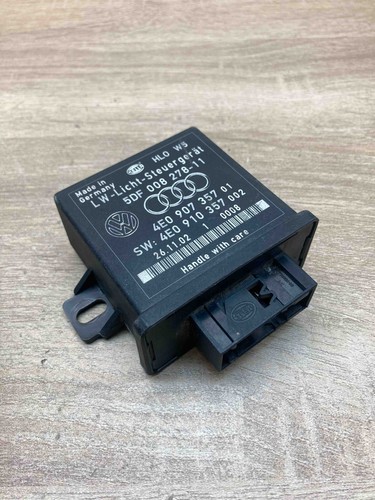 Made in
Germany
HLO W5
LW-Licht-Steuergerät
5DF 008 278-11
4E0 907 357 01
SW: 4E0 910 357 002
26.11.02 1 0008
Handle with care